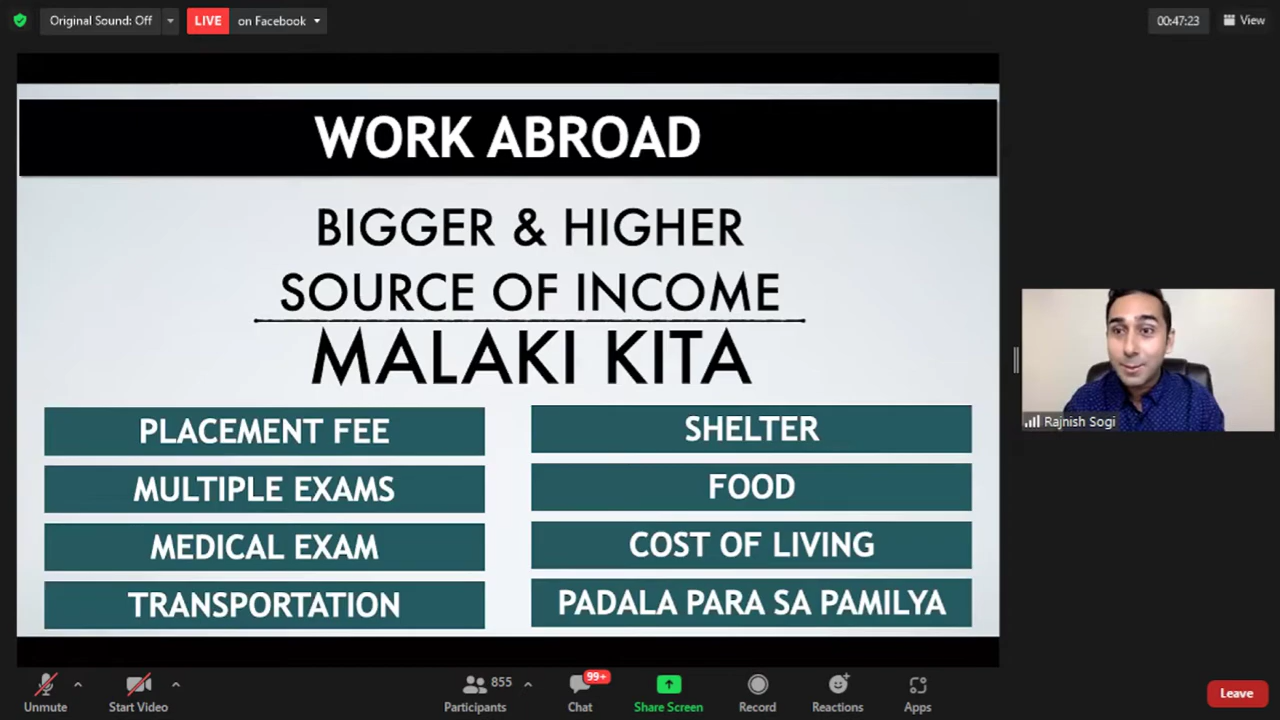 Original Sound: Off
LIVE on Facebook
00:47:23
View
WORK ABROAD
BIGGER & HIGHER
SOURCE OF INCOME
MALAKI KITA
PLACEMENT FEE
MULTIPLE EXAMS
MEDICAL EXAM
TRANSPORTATION
SHELTER
FOOD
COST OF LIVING
PADALA PARA SA PAMILYA
Rajnish Sogi
Unmute
Start Video
855
Participants
99+
Chat
Share Screen
Record
Reactions
Apps
Leave